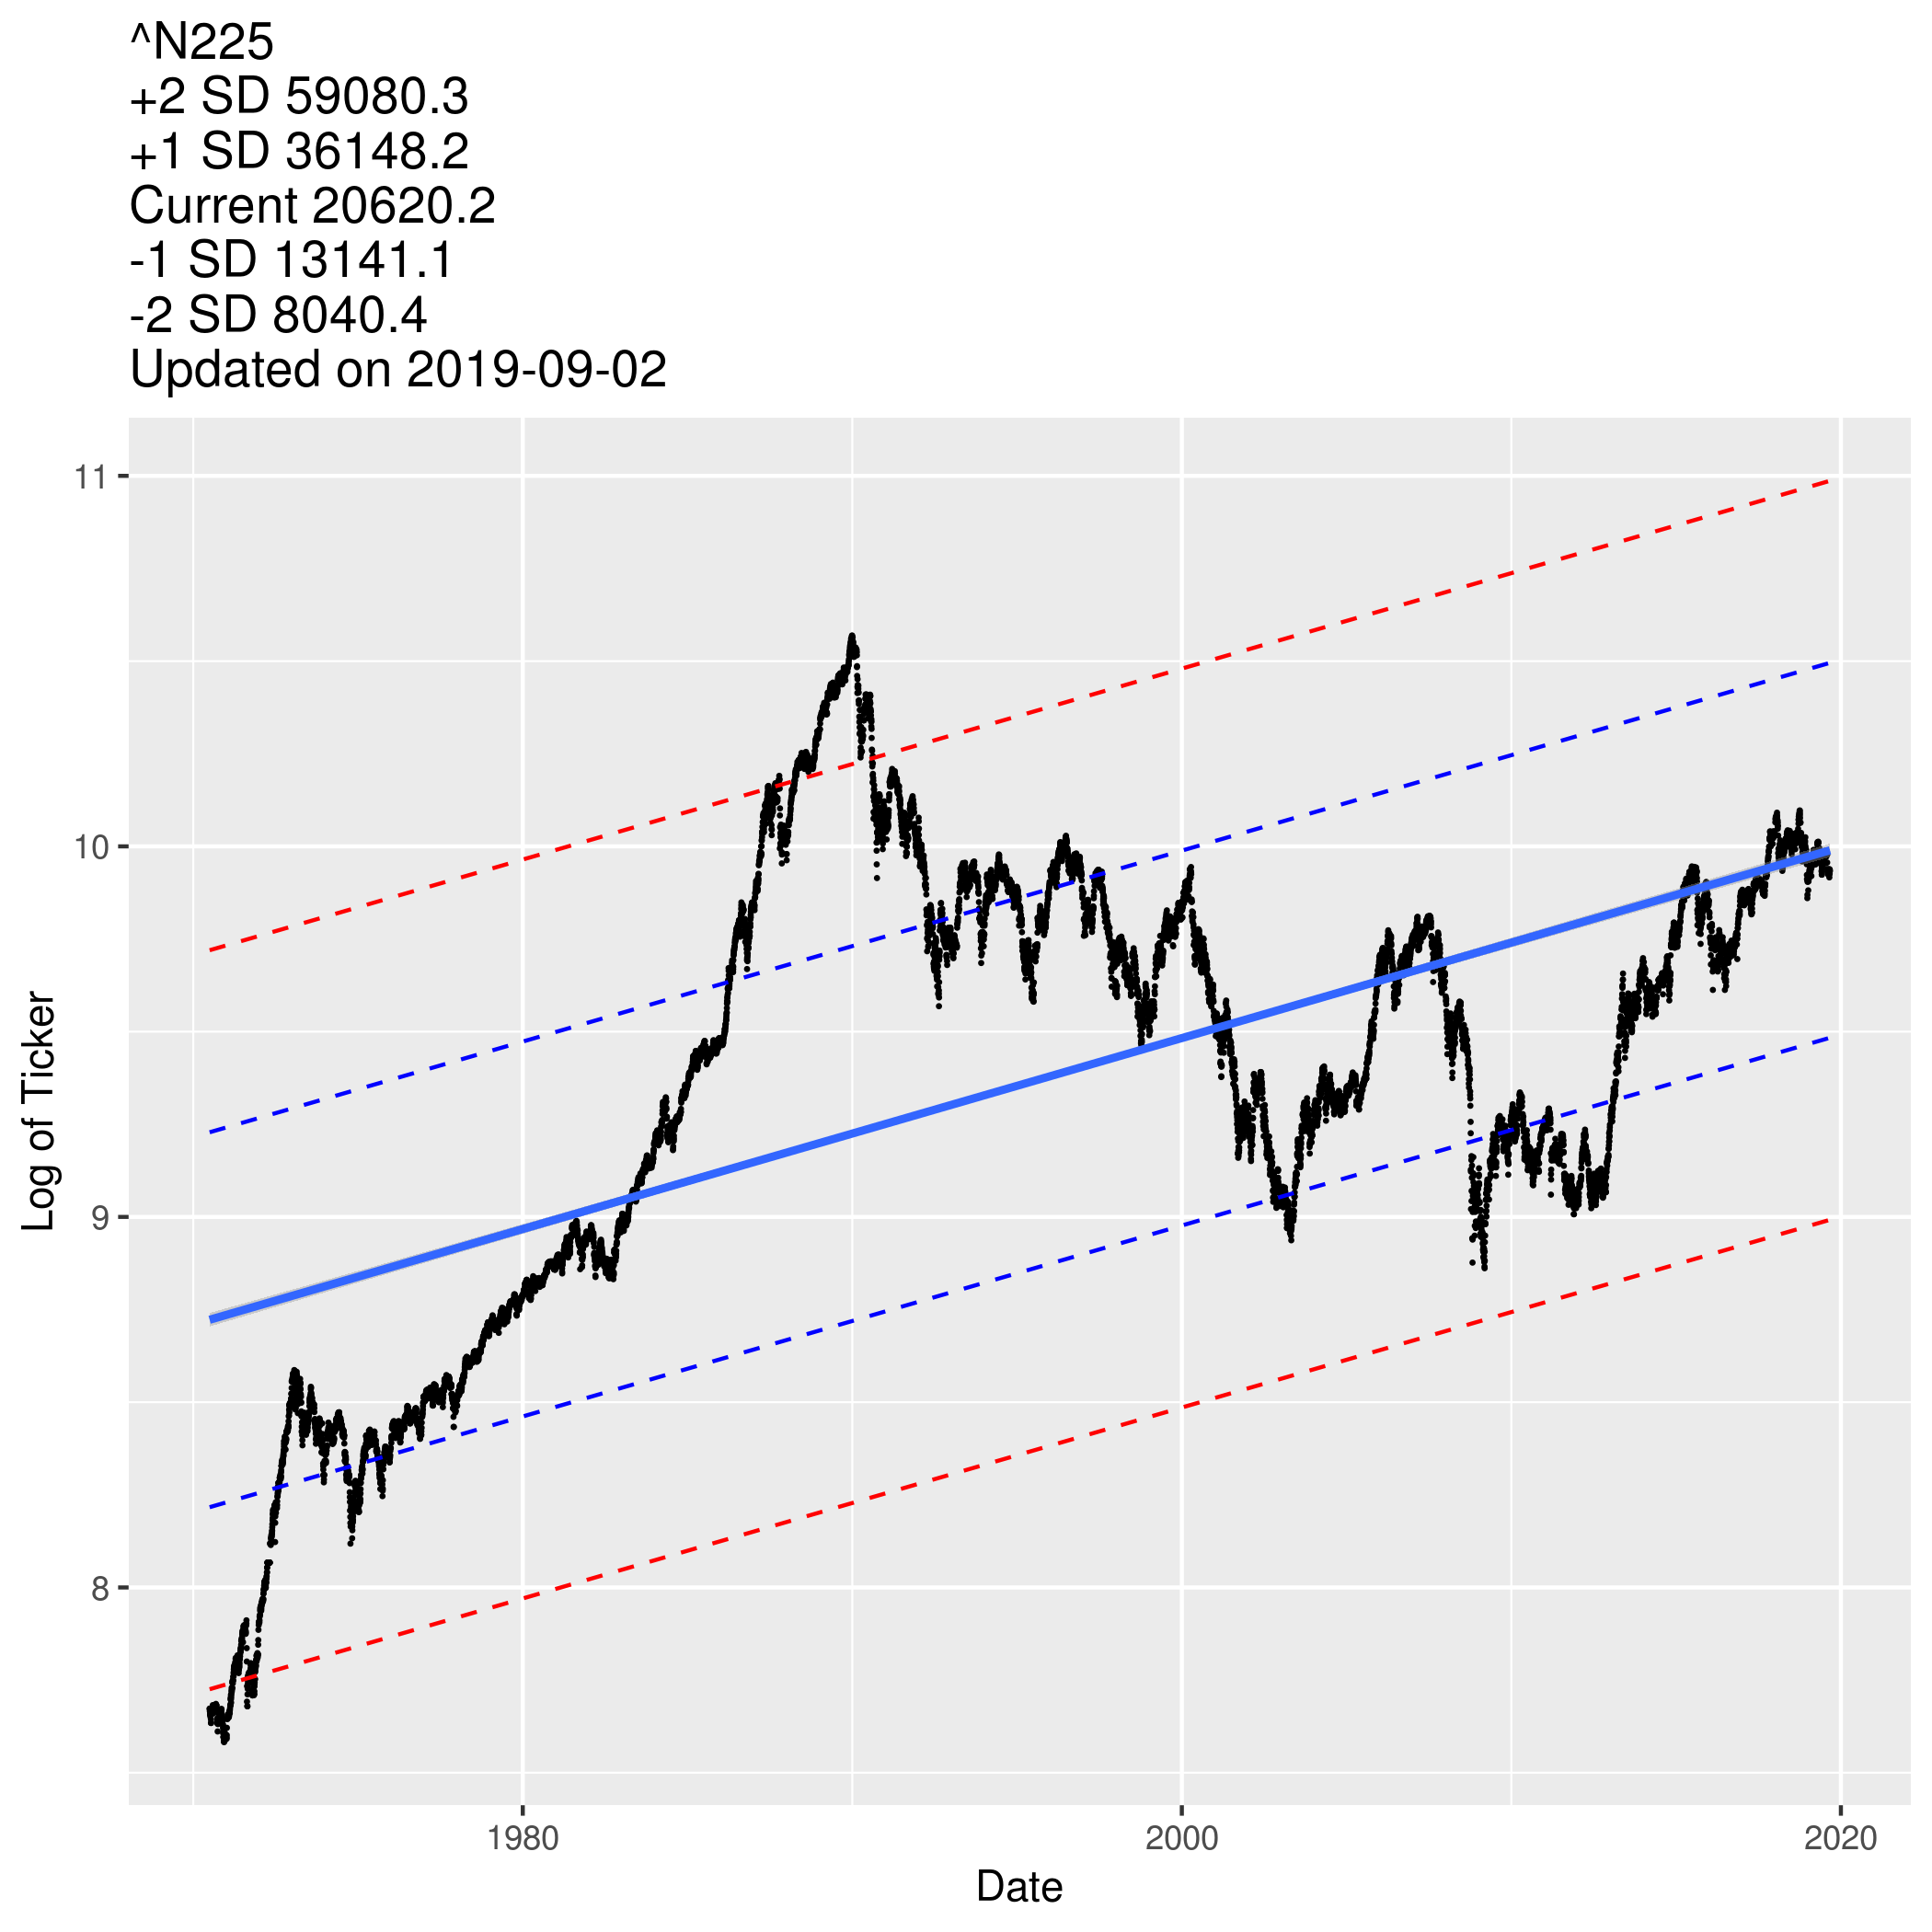 ^N225
+2 SD 59080.3
+1 SD 36148.2
Current 20620.2
-1 SD 13141.1
-2 SD 8040.4
Updated on 2019-09-02
11
10
9
8
Log of Ticker
1980
2000
2020
Date